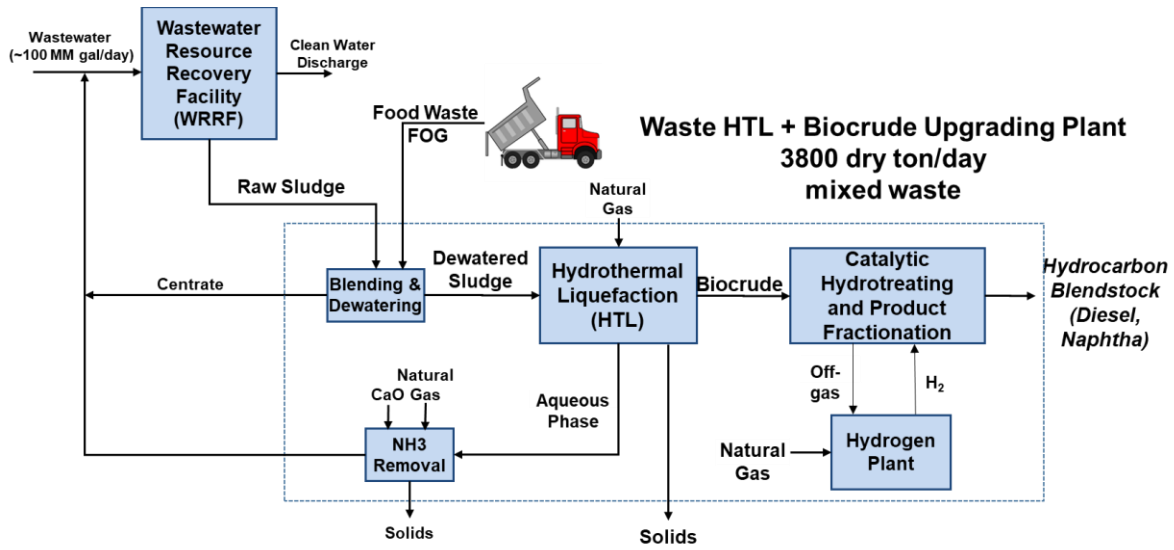 Wastewater
(~100 MM gal/day)
Wastewater
Resource
Recovery
Facility
(WRRF)
Clean Water
Discharge
Food Waste
FOG
Waste HTL + Biocrude Upgrading Plant
3800 dry ton/day
mixed waste
Raw Sludge
Natural
Gas
Centrate
Blending &
Dewatering
Dewatered
Sludge
Hydrothermal
Liquefaction
(HTL)
Biocrude
Catalytic
Hydrotreating
and Product
Fractionation
Hydrocarbon
Blendstock
(Diesel,
Naphtha)
Off-
gas
H2
Natural
Gas
CaO
Aqueous
Phase
NH3
Removal
Natural
Gas
Hydrogen
Plant
Solids
Solids